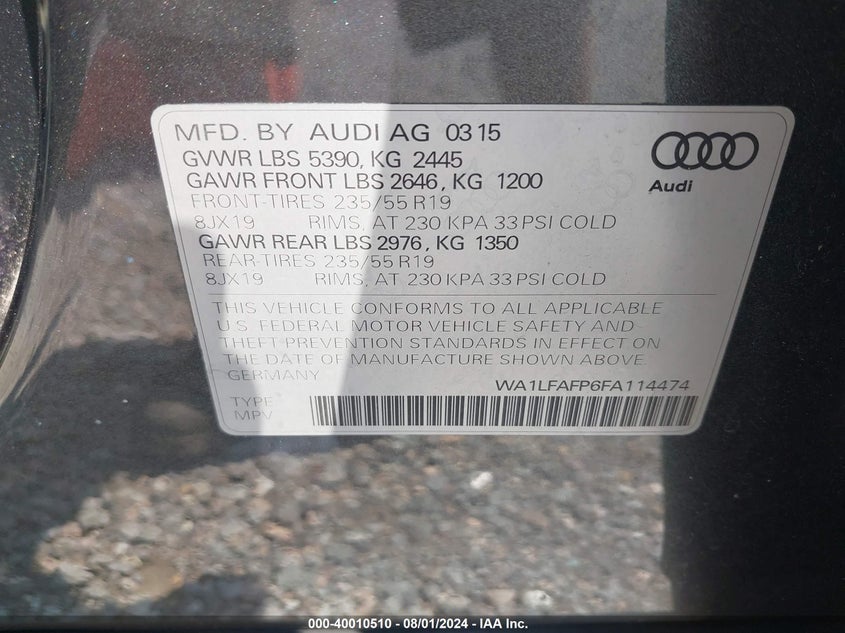 MFD. BY AUDI AG 03 15
GVWR LBS 5390, KG 2445
GAWR FRONT LBS 2646, KG 1200
FRONT-TIRES 235/55 R19
8JX19 RIMS, AT 230 KPA 33 PSI COLD
GAWR REAR LBS 2976, KG 1350
REAR-TIRES 235/55 R19
8JX19 RIMS, AT 230 KPA 33 PSI COLD
Audi
THIS VEHICLE CONFORMS TO ALL APPLICABLE
U.S. FEDERAL MOTOR VEHICLE SAFETY AND
THEFT-PREVENTION STANDARDS IN EFFECT ON
THE DATE OF MANUFACTURE SHOWN ABOVE.
GERMANY
WA1LFAFP6FA114474
TYPE
MPV
000-40010510 - 08/01/2024 - IAA Inc.